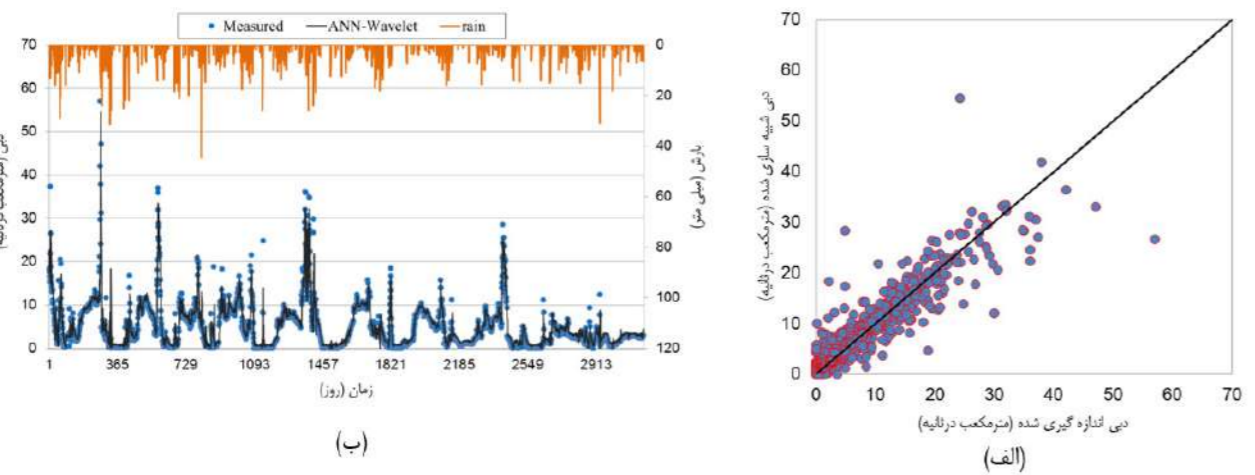 Measured ANN-Wavelet rain
70
60
50
40
30
20
10
0
0
20
40
60
80
100
120
بارش (میلی متر)
1 365 729 1093 1457 1821 2185 2549 2913
زمان (روز)
(ب)
70
60
50
40
30
20
10
0
دبی شبیه سازی شده (مترمکعب درثانیه)
0 10 20 30 40 50 60 70
دبی اندازه گیری شده (مترمکعب درثانیه)
(الف)